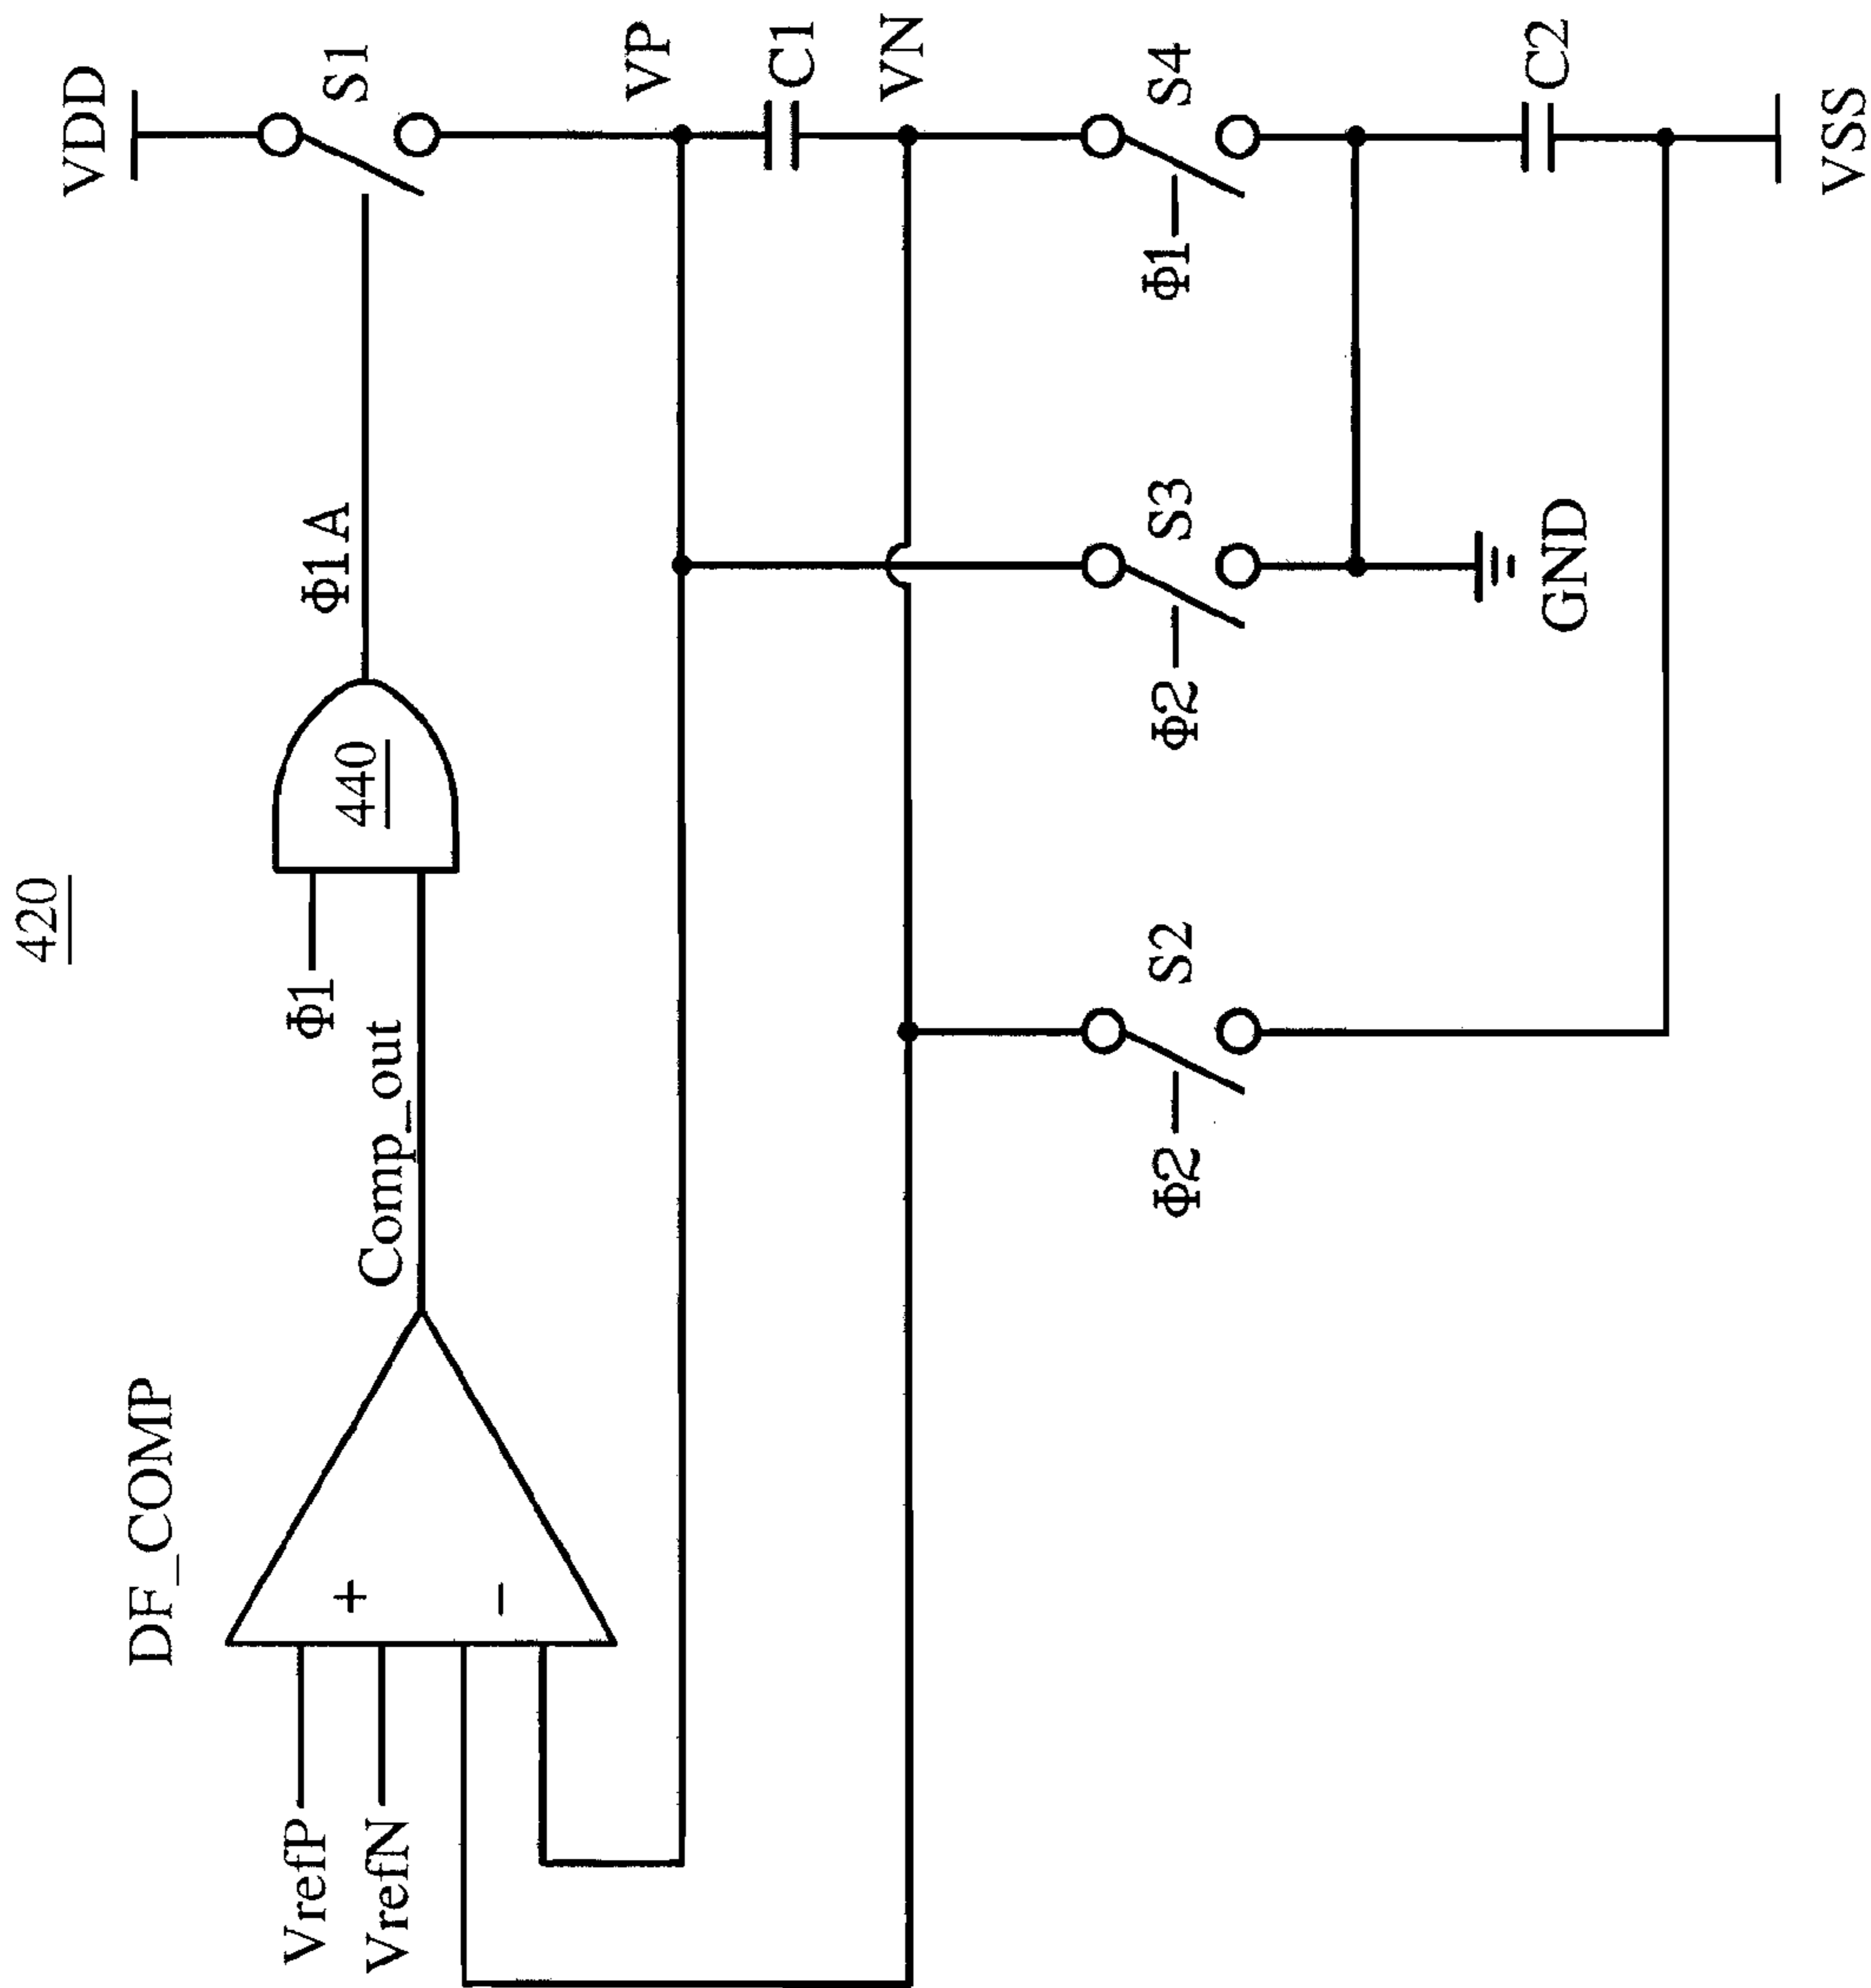 420
DF_COMP
VrefP
VrefN
+
−
Comp_out
Φ1
440
Φ1A
VDD
S1
VP
C1
VN
Φ2
S2
Φ2
S3
Φ1
S4
GND
C2
VSS